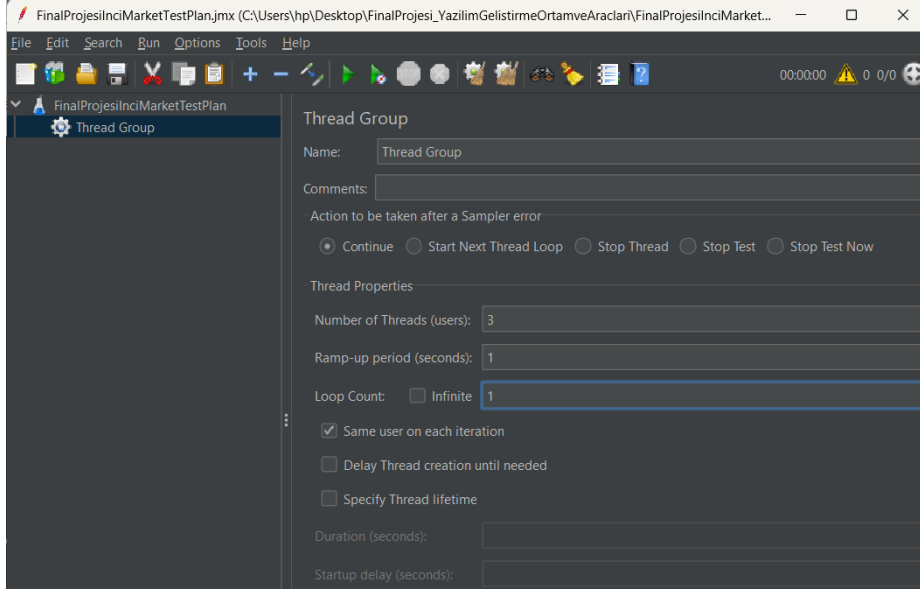 FinalProjesiInciMarketTestPlan.jmx (C:\Users\hp\Desktop\FinalProjesi_YazilimGelistirmeOrtamveAraclari\FinalProjesiInciMarket...
File Edit Search Run Options Tools Help
00:00:00 0 0/0
FinalProjesiInciMarketTestPlan
Thread Group
Thread Group
Name: Thread Group
Comments:
Action to be taken after a Sampler error
Continue Start Next Thread Loop Stop Thread Stop Test Stop Test Now
Thread Properties
Number of Threads (users): 3
Ramp-up period (seconds): 1
Loop Count: Infinite 1
Same user on each iteration
Delay Thread creation until needed
Specify Thread lifetime
Duration (seconds):
Startup delay (seconds):